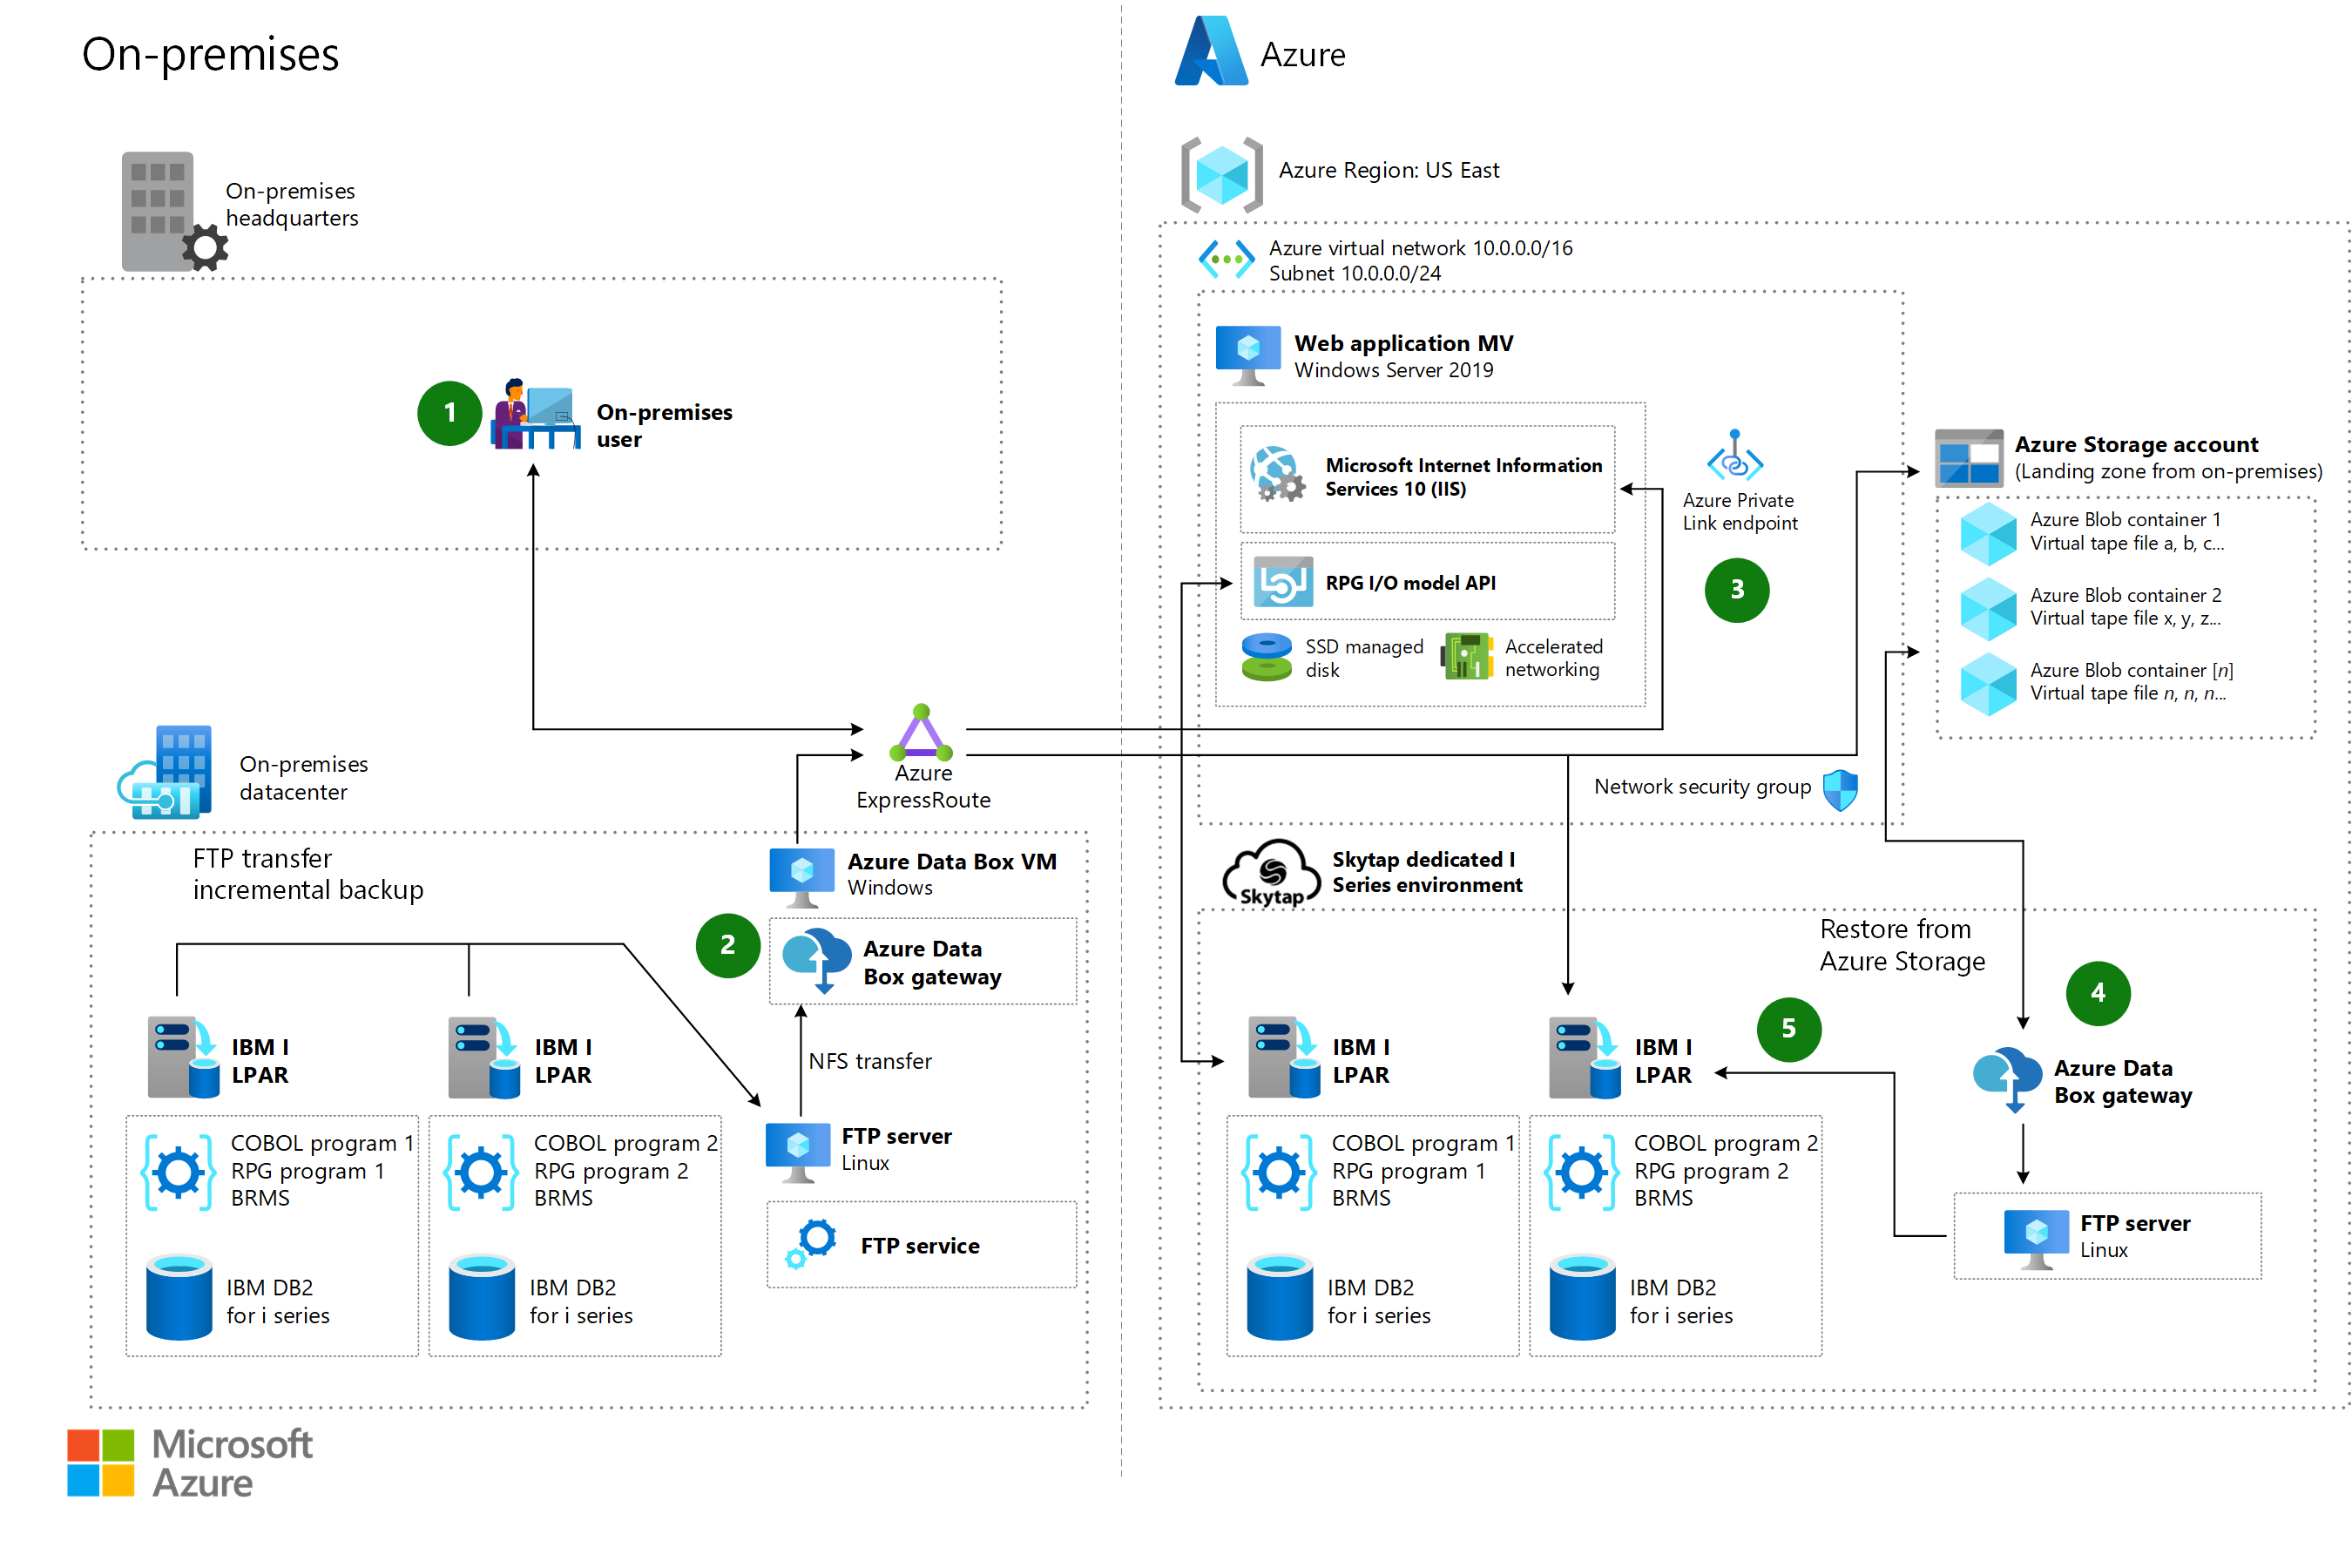 On-premises
On-premises
headquarters
1
On-premises
user
On-premises
datacenter
Azure
ExpressRoute
FTP transfer
incremental backup
Azure Data Box VM
Windows
2
Azure Data
Box gateway
NFS transfer
IBM I
LPAR
IBM I
LPAR
COBOL program 1
RPG program 1
BRMS
IBM DB2
for i series
COBOL program 2
RPG program 2
BRMS
IBM DB2
for i series
FTP server
Linux
FTP service
Microsoft
Azure
Azure
Azure Region: US East
Azure virtual network 10.0.0.0/16
Subnet 10.0.0.0/24
Web application MV
Windows Server 2019
Microsoft Internet Information
Services 10 (IIS)
RPG I/O model API
SSD managed
disk
Accelerated
networking
Azure Private
Link endpoint
3
Network security group
Azure Storage account
(Landing zone from on-premises)
Azure Blob container 1
Virtual tape file a, b, c...
Azure Blob container 2
Virtual tape file x, y, z...
Azure Blob container [n]
Virtual tape file n, n, n...
Skytap
Skytap dedicated I
Series environment
Restore from
Azure Storage
4
5
IBM I
LPAR
IBM I
LPAR
Azure Data
Box gateway
COBOL program 1
RPG program 1
BRMS
IBM DB2
for i series
COBOL program 2
RPG program 2
BRMS
IBM DB2
for i series
FTP server
Linux